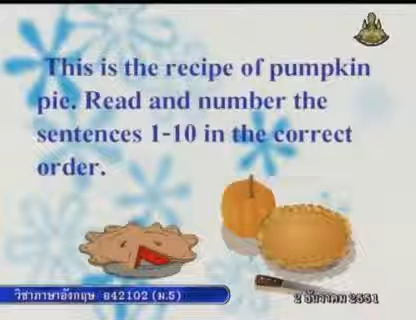 This is the recipe of pumpkin
pie. Read and number the
sentences 1-10 in the correct
order.
วิชาภาษาอังกฤษ อ42102 (ม.5)
2 ธันวาคม 2551